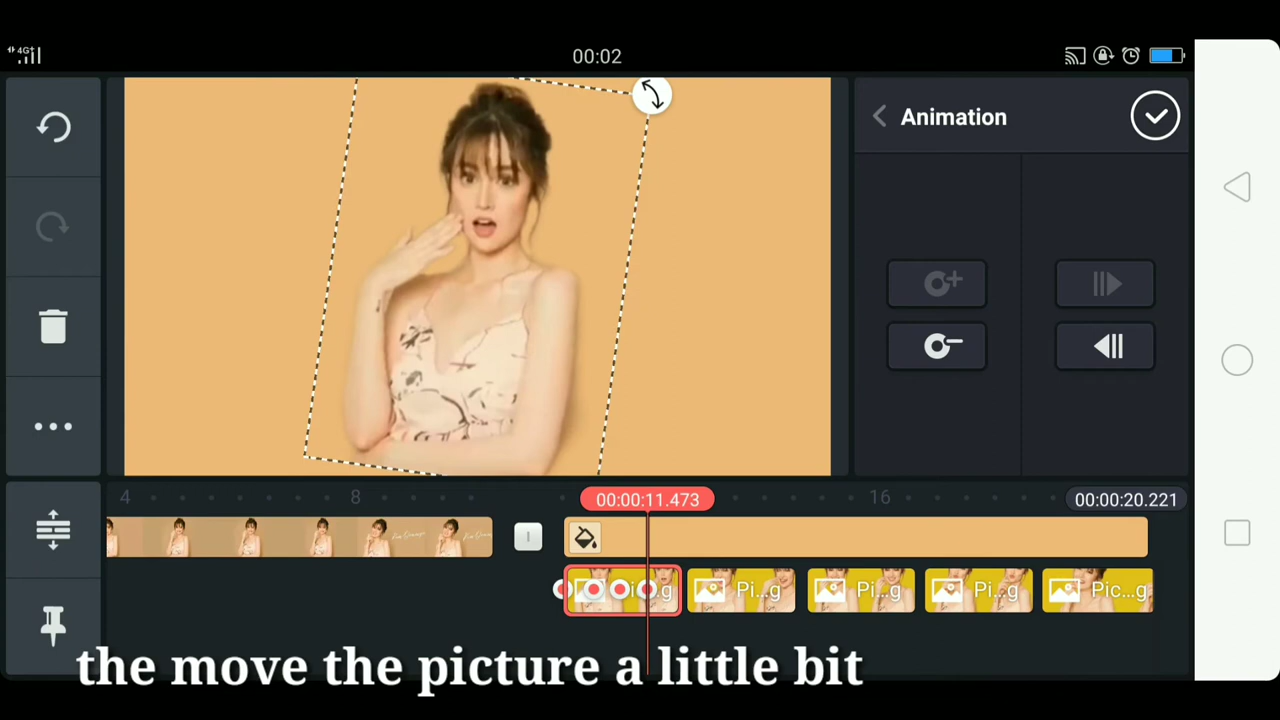 4G+
00:02
Animation
4
8
00:00:11.473
16
00:00:20.221
i...g
Pi...g
Pi...g
Pi...g
Pic...g
the move the picture a little bit